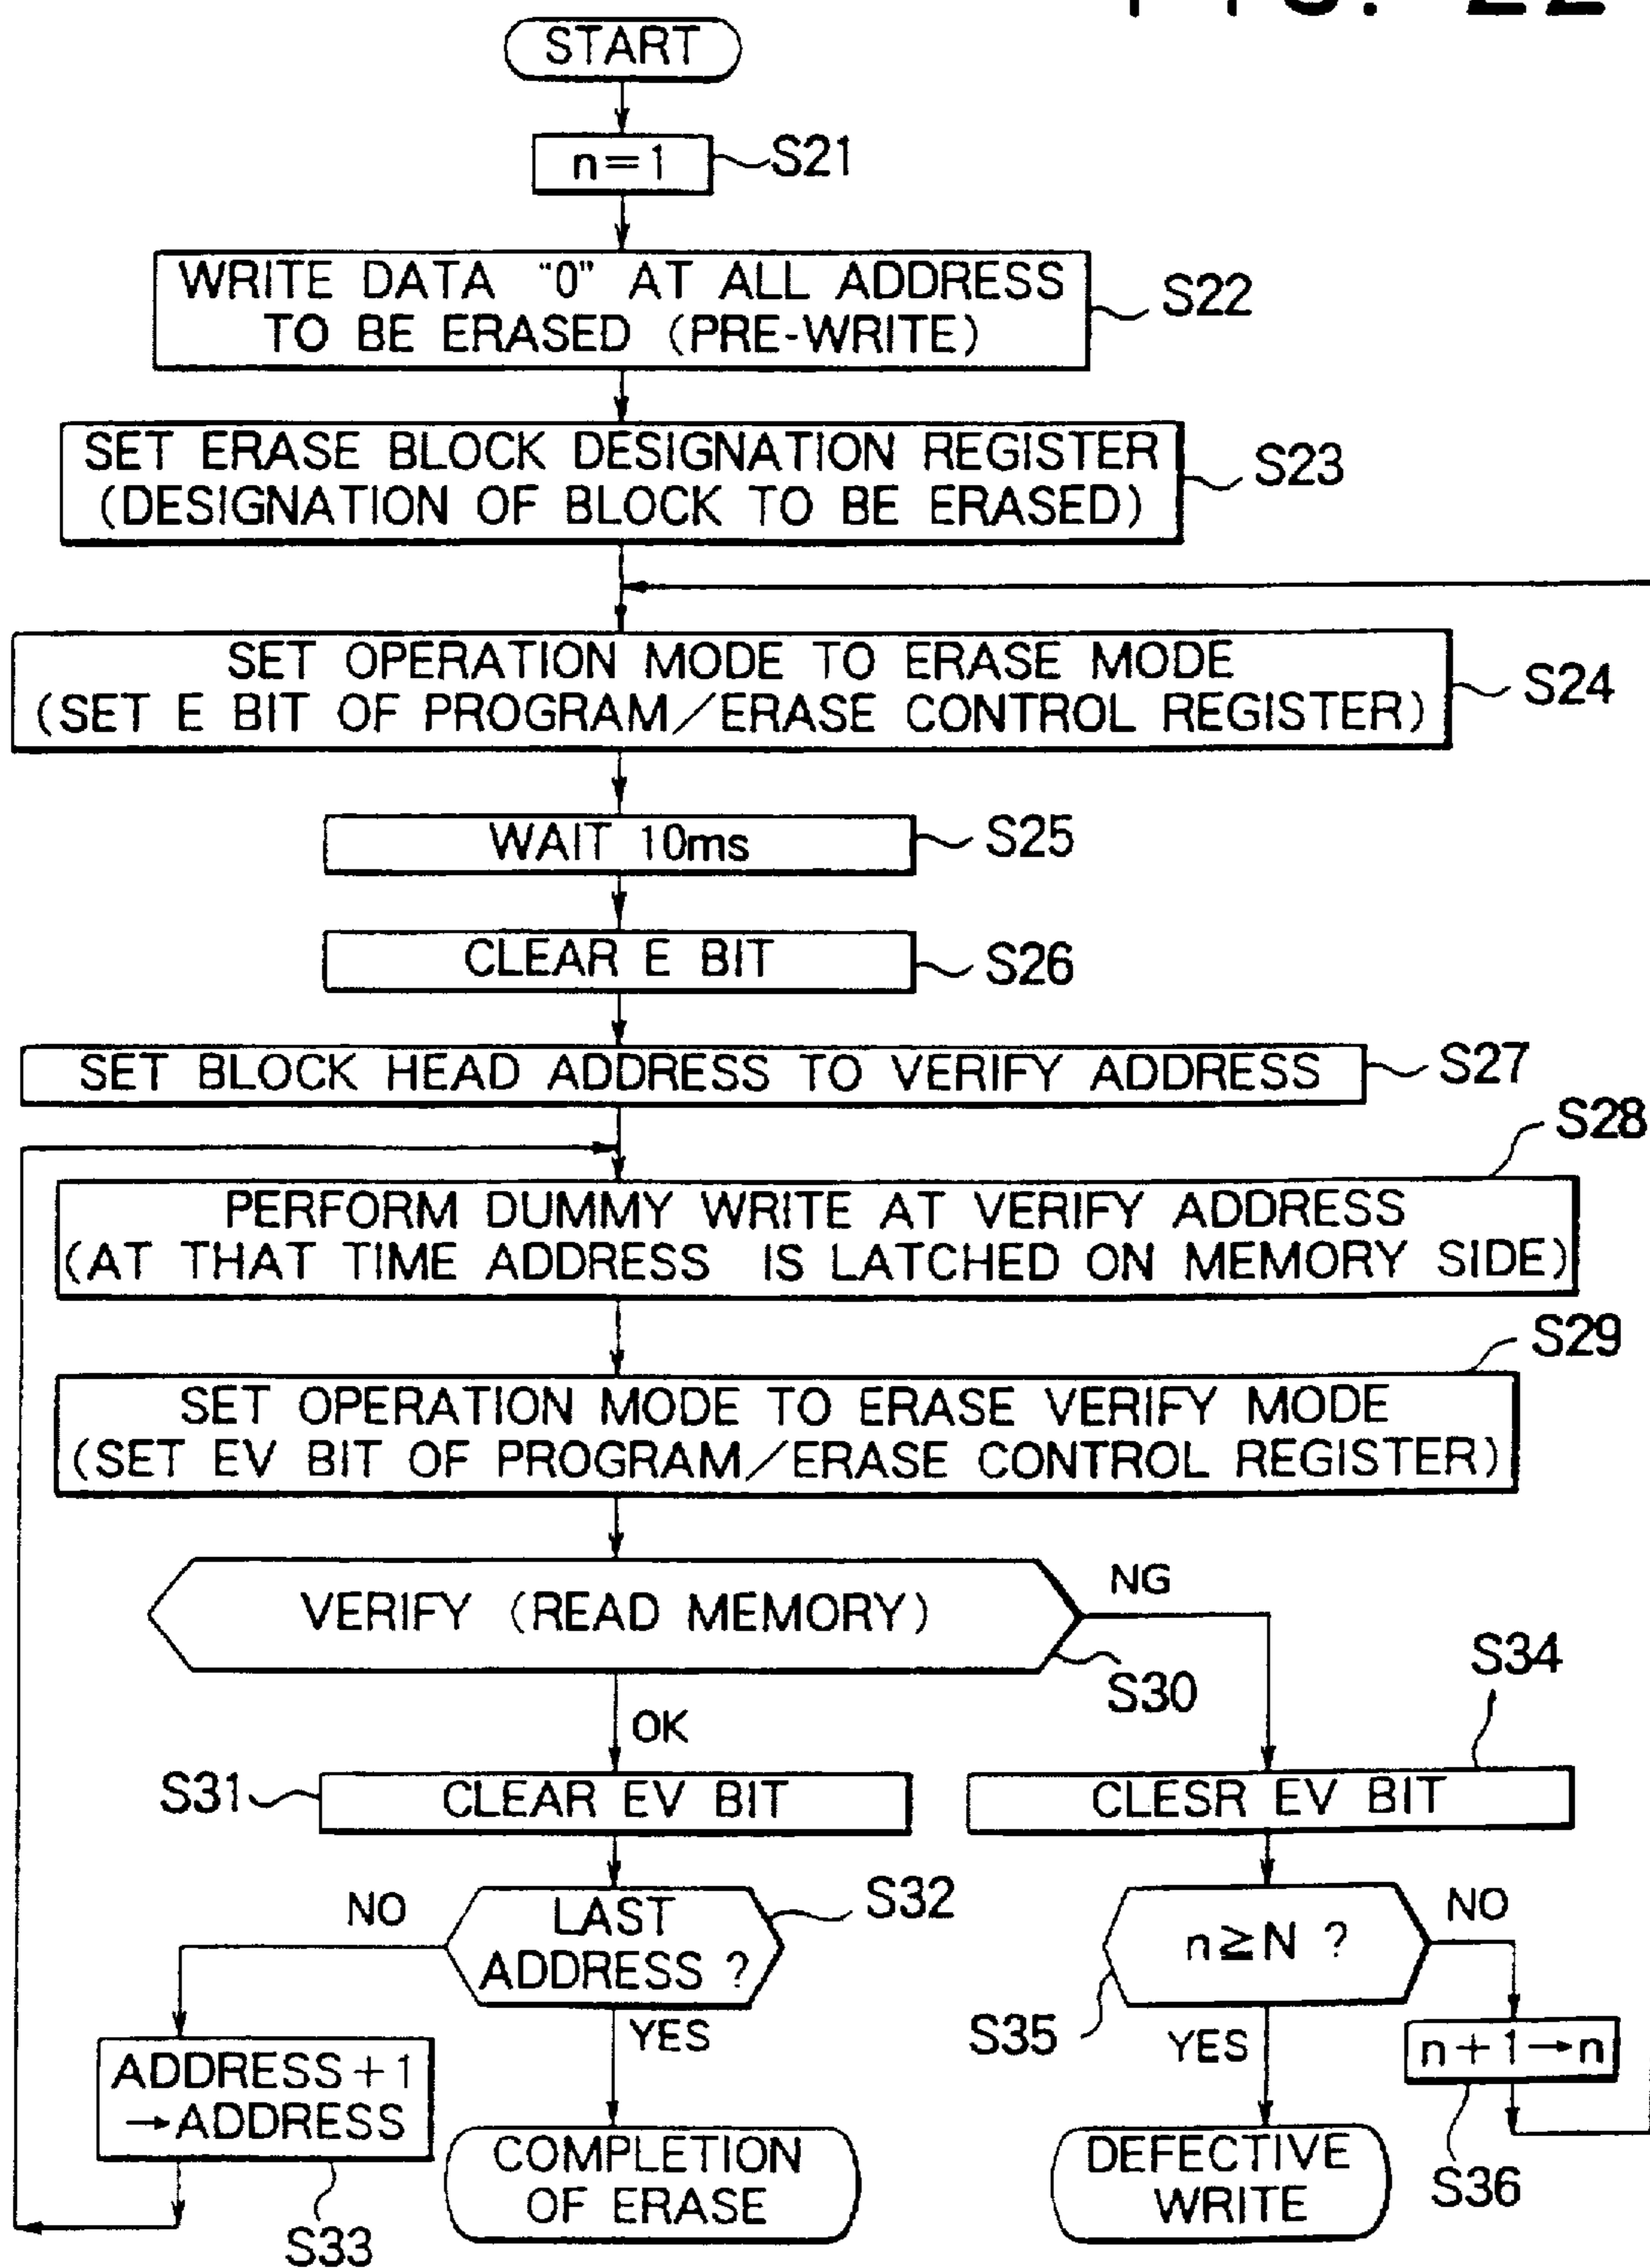 FIG. 22
START
n=1
S21
WRITE DATA "0" AT ALL ADDRESS
TO BE ERASED (PRE-WRITE)
S22
SET ERASE BLOCK DESIGNATION REGISTER
(DESIGNATION OF BLOCK TO BE ERASED)
S23
SET OPERATION MODE TO ERASE MODE
(SET E BIT OF PROGRAM/ERASE CONTROL REGISTER)
S24
WAIT 10ms
S25
CLEAR E BIT
S26
SET BLOCK HEAD ADDRESS TO VERIFY ADDRESS
S27
S28
PERFORM DUMMY WRITE AT VERIFY ADDRESS
(AT THAT TIME ADDRESS IS LATCHED ON MEMORY SIDE)
S29
SET OPERATION MODE TO ERASE VERIFY MODE
(SET EV BIT OF PROGRAM/ERASE CONTROL REGISTER)
VERIFY (READ MEMORY)
NG
S30
S34
OK
S31
CLEAR EV BIT
CLESR EV BIT
NO
LAST
ADDRESS ?
S32
n≥N ?
NO
S35
YES
YES
n+1→n
S36
ADDRESS+1
→ADDRESS
S33
COMPLETION
OF ERASE
DEFECTIVE
WRITE